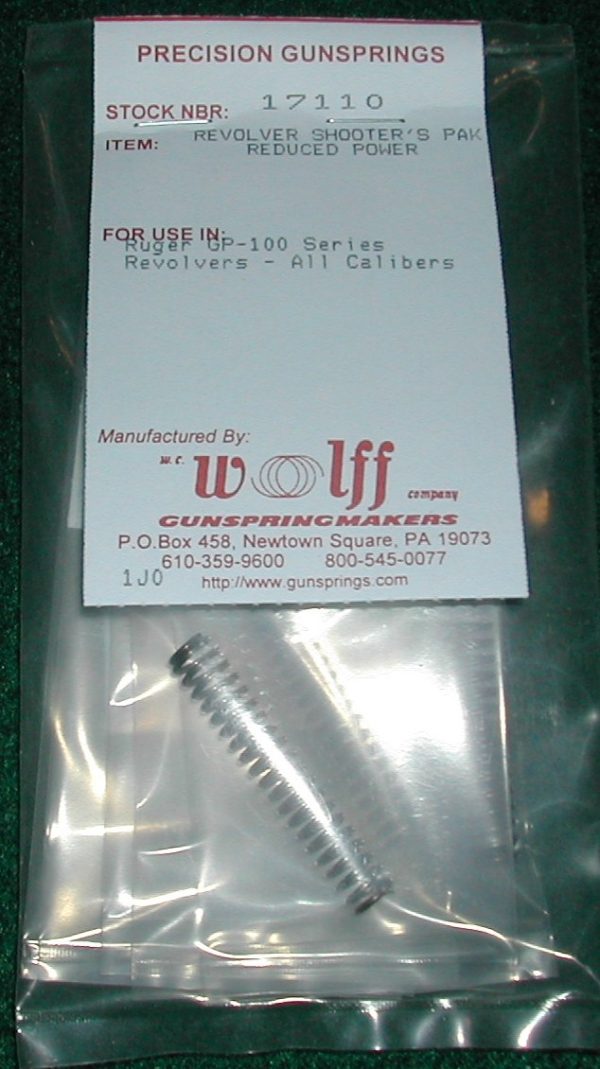 PRECISION GUNSPRINGS
STOCK NBR: 17110
ITEM: REVOLVER SHOOTER'S PAK
REDUCED POWER
FOR USE IN:
Ruger GP-100 Series
Revolvers - All Calibers
Manufactured By:
W.C. Wolff company
GUNSPRINGMAKERS
P.O.Box 458, Newtown Square, PA 19073
610-359-9600 800-545-0077
1J0 http://www.gunsprings.com